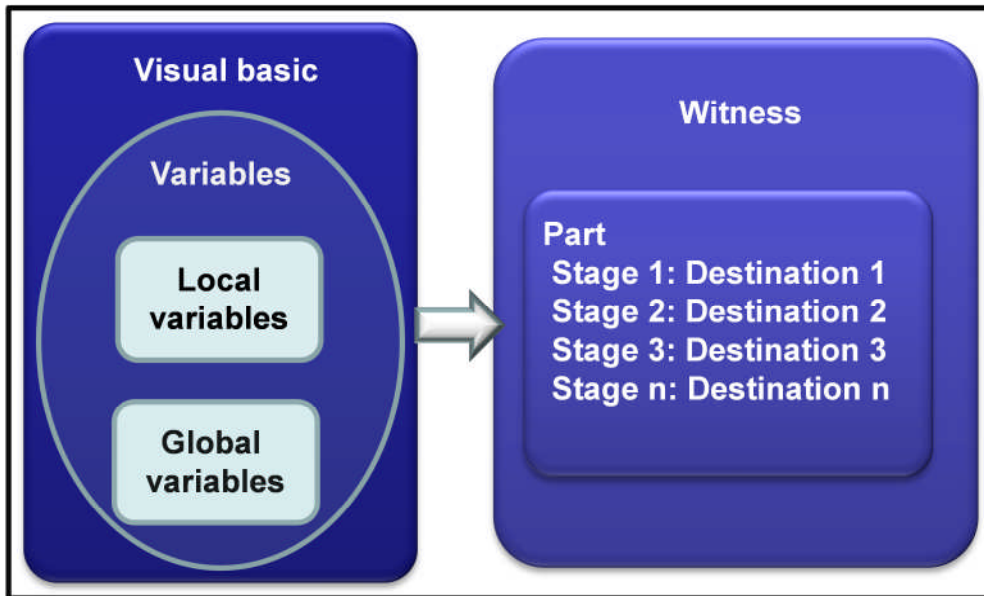 Visual basic
Variables
Local
variables
Global
variables
Witness
Part
Stage 1: Destination 1
Stage 2: Destination 2
Stage 3: Destination 3
Stage n: Destination n